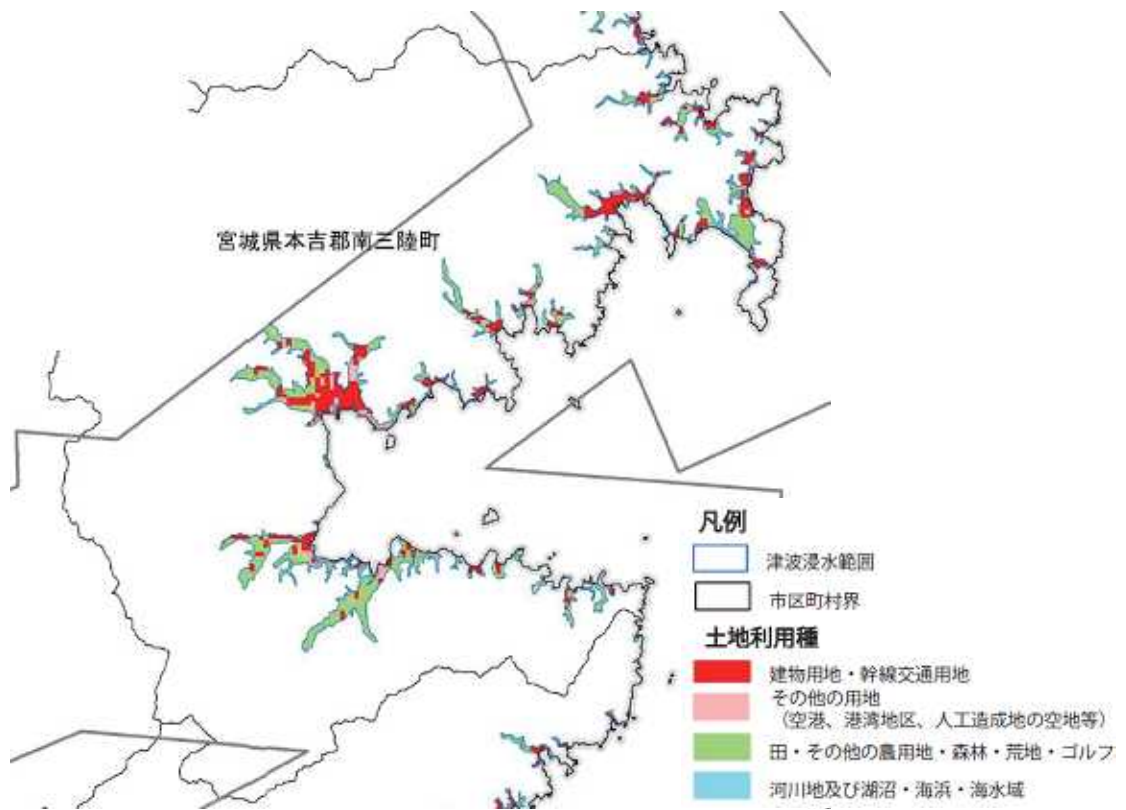 宮城県本吉郡南三陸町
凡例
津波浸水範囲
市区町村界
土地利用種
建物用地・幹線交通用地
その他の用地
（空港、港湾地区、人工造成地の空地等）
田・その他の農用地・森林・荒地・ゴルフ
河川地及び湖沼・海浜・海水域